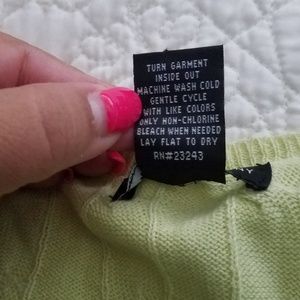 TURN GARMENT
INSIDE OUT
MACHINE WASH COLD
GENTLE CYCLE
WITH LIKE COLORS
ONLY NON-CHLORINE
BLEACH WHEN NEEDED
LAY FLAT TO DRY
RN#23243